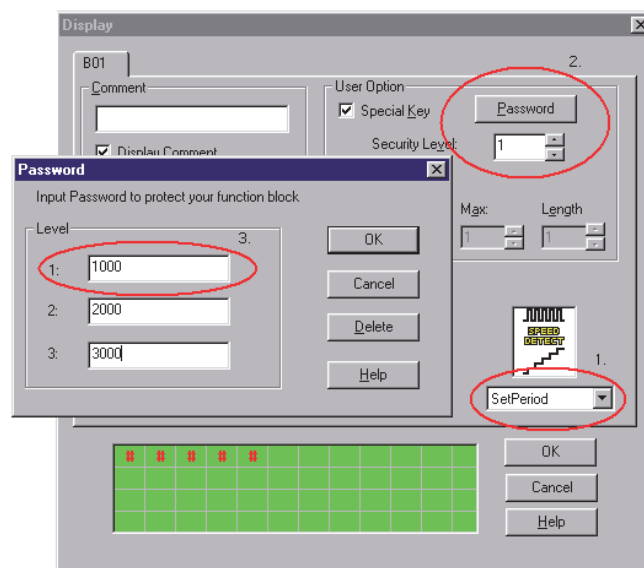 Display
B01
2.
Comment
User Option
Special Key
Password
Display Comment
Security Level:
1
Password
Input Password to protect your function block
Max:
Length
1
1
Level
3.
1:
1000
OK
2:
2000
Cancel
3:
3000
Delete
Help
SPEED
DETECT
1.
SetPeriod
# # # # #
OK
Cancel
Help